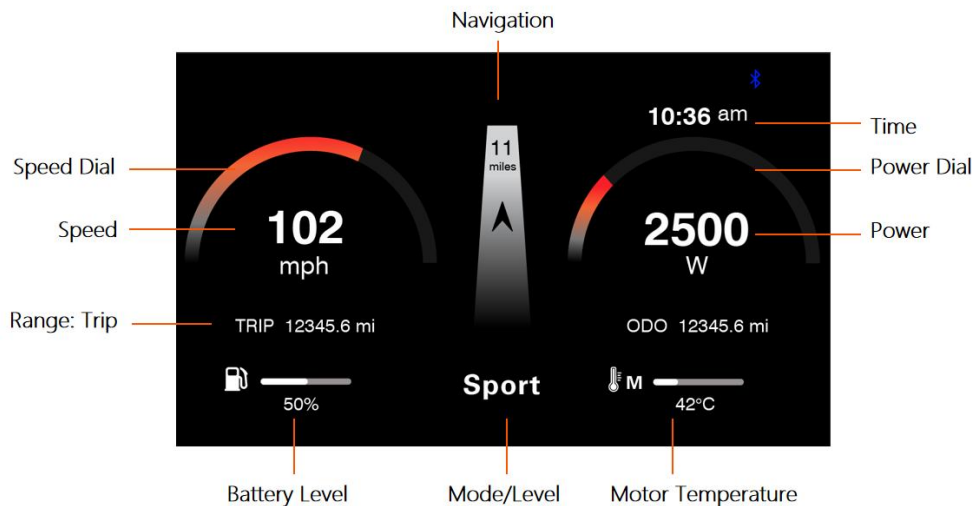 Navigation
10:36 am
Time
11
miles
Speed Dial
Power Dial
Speed
102
mph
2500
W
Power
Range: Trip
TRIP 12345.6 mi
ODO 12345.6 mi
Sport
M
50%
42°C
Battery Level
Mode/Level
Motor Temperature